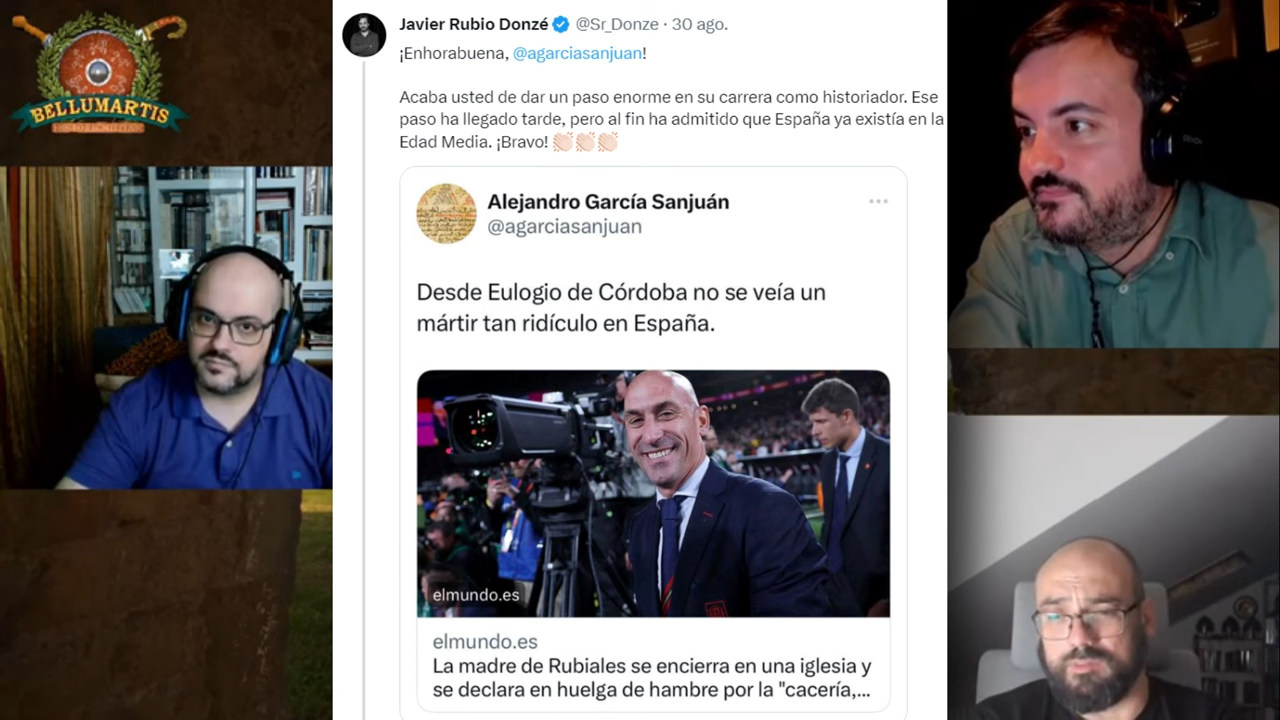 BELLUMARTIS
Javier Rubio Donzé @Sr_Donze · 30 ago.
¡Enhorabuena, @agarciasanjuan!
Acaba usted de dar un paso enorme en su carrera como historiador. Ese
paso ha llegado tarde, pero al fin ha admitido que España ya existía en la
Edad Media. ¡Bravo! 👏🏻👏🏻👏🏻
Alejandro García Sanjuán
@agarciasanjuan
Desde Eulogio de Córdoba no se veía un
mártir tan ridículo en España.
elmundo.es
elmundo.es
La madre de Rubiales se encierra en una iglesia y
se declara en huelga de hambre por la "cacería,...